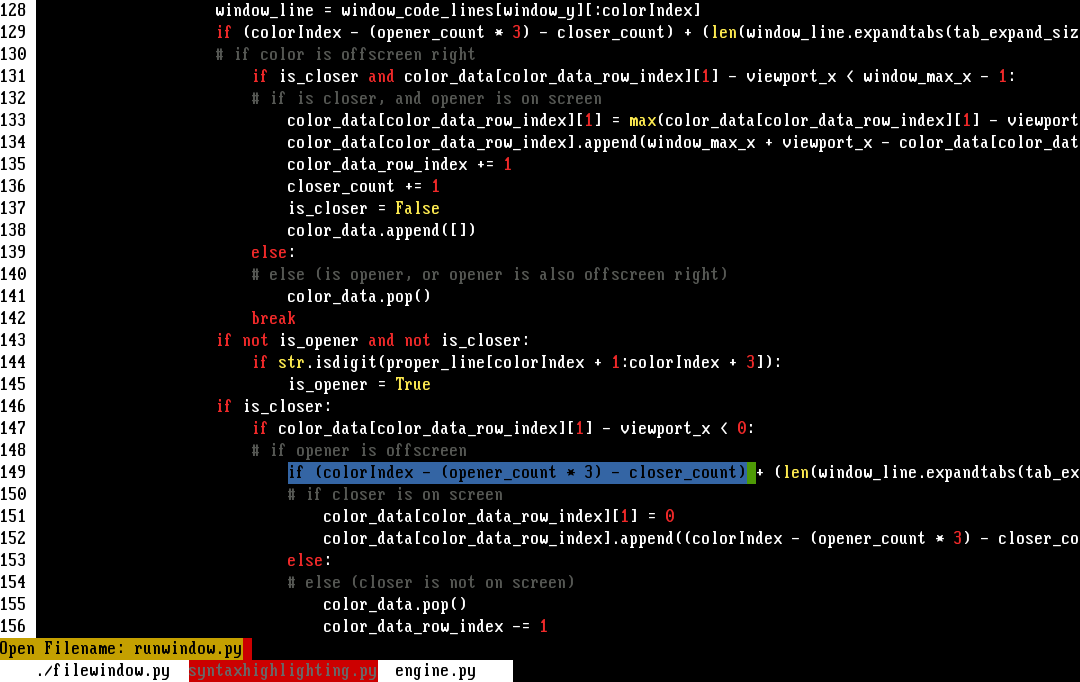 128                     window_line = window_code_lines[window_y][:colorIndex]
129                     if (colorIndex - (opener_count * 3) - closer_count) + (len(window_line.expandtabs(tab_expand_siz
130                     # if color is offscreen right
131                         if is_closer and color_data[color_data_row_index][1] - viewport_x < window_max_x - 1:
132                         # if is closer, and opener is on screen
133                             color_data[color_data_row_index][1] = max(color_data[color_data_row_index][1] - viewport
134                             color_data[color_data_row_index].append(window_max_x + viewport_x - color_data[color_dat
135                             color_data_row_index += 1
136                             closer_count += 1
137                             is_closer = False
138                             color_data.append([])
139                         else:
140                         # else (is opener, or opener is also offscreen right)
141                             color_data.pop()
142                         break
143                     if not is_opener and not is_closer:
144                         if str.isdigit(proper_line[colorIndex + 1:colorIndex + 3]):
145                             is_opener = True
146                     if is_closer:
147                         if color_data[color_data_row_index][1] - viewport_x < 0:
148                         # if opener is offscreen
149                             if (colorIndex - (opener_count * 3) - closer_count) + (len(window_line.expandtabs(tab_ex
150                             # if closer is on screen
151                                 color_data[color_data_row_index][1] = 0
152                                 color_data[color_data_row_index].append((colorIndex - (opener_count * 3) - closer_co
153                             else:
154                             # else (closer is not on screen)
155                                 color_data.pop()
156                                 color_data_row_index -= 1
Open Filename: runwindow.py
./filewindow.py  syntaxhighlighting.py  engine.py